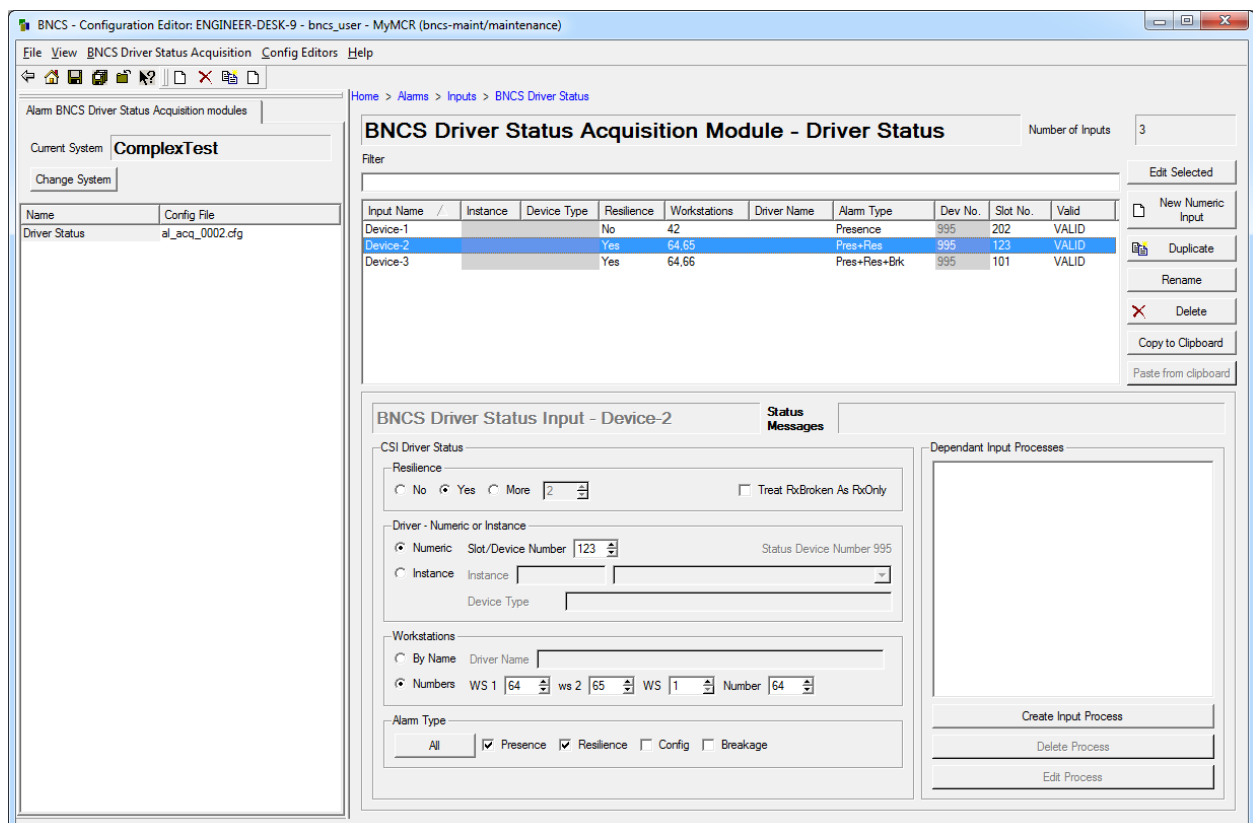 BNCS - Configuration Editor: ENGINEER-DESK-9 - bncs_user - MyMCR (bncs-maint/maintenance)
File View BNCS Driver Status Acquisition Config Editors Help
Alarm BNCS Driver Status Acquisition modules
Current System ComplexTest
Change System
Name Config File
Driver Status al_acq_0002.cfg
Home > Alarms > Inputs > BNCS Driver Status
BNCS Driver Status Acquisition Module - Driver Status Number of Inputs 3
Filter
Input Name Instance Device Type Resilience Workstations Driver Name Alarm Type Dev No. Slot No. Valid
Device-1 No 42 Presence 995 202 VALID
Device-2 Yes 64,65 Pres+Res 995 123 VALID
Device-3 Yes 64,66 Pres+Res+Brk 995 101 VALID
Edit Selected
New Numeric
Input
Duplicate
Rename
Delete
Copy to Clipboard
Paste from clipboard
BNCS Driver Status Input - Device-2 Status
Messages
CSI Driver Status
Resilience
No Yes More 2 Treat RxBroken As RxOnly
Driver - Numeric or Instance
Numeric Slot/Device Number 123 Status Device Number 995
Instance Instance
Device Type
Workstations
By Name Driver Name
Numbers WS 1 64 ws 2 65 WS 1 Number 64
Alarm Type
All Presence Resilience Config Breakage
Dependant Input Processes
Create Input Process
Delete Process
Edit Process